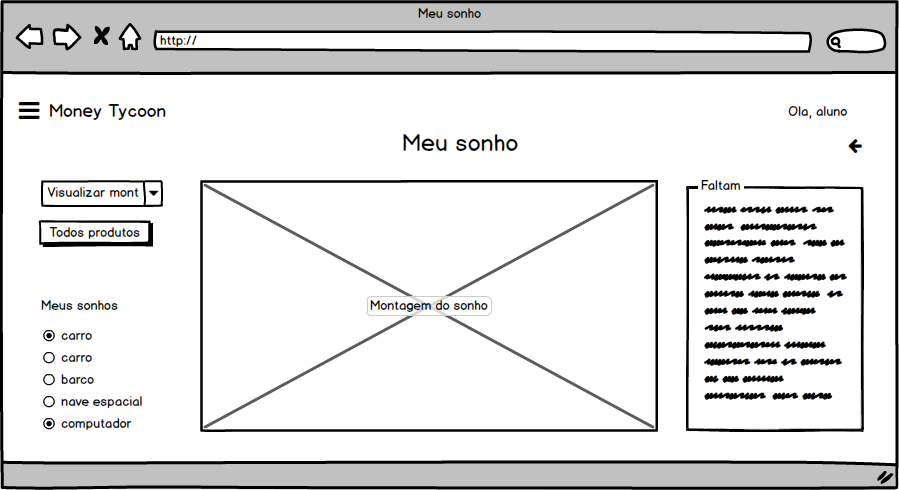 Meu sonho
http://
Money Tycoon
Ola, aluno
Meu sonho
Visualizar mont
Todos produtos
Meus sonhos
carro
carro
barco
nave espacial
computador
Montagem do sonho
Faltam